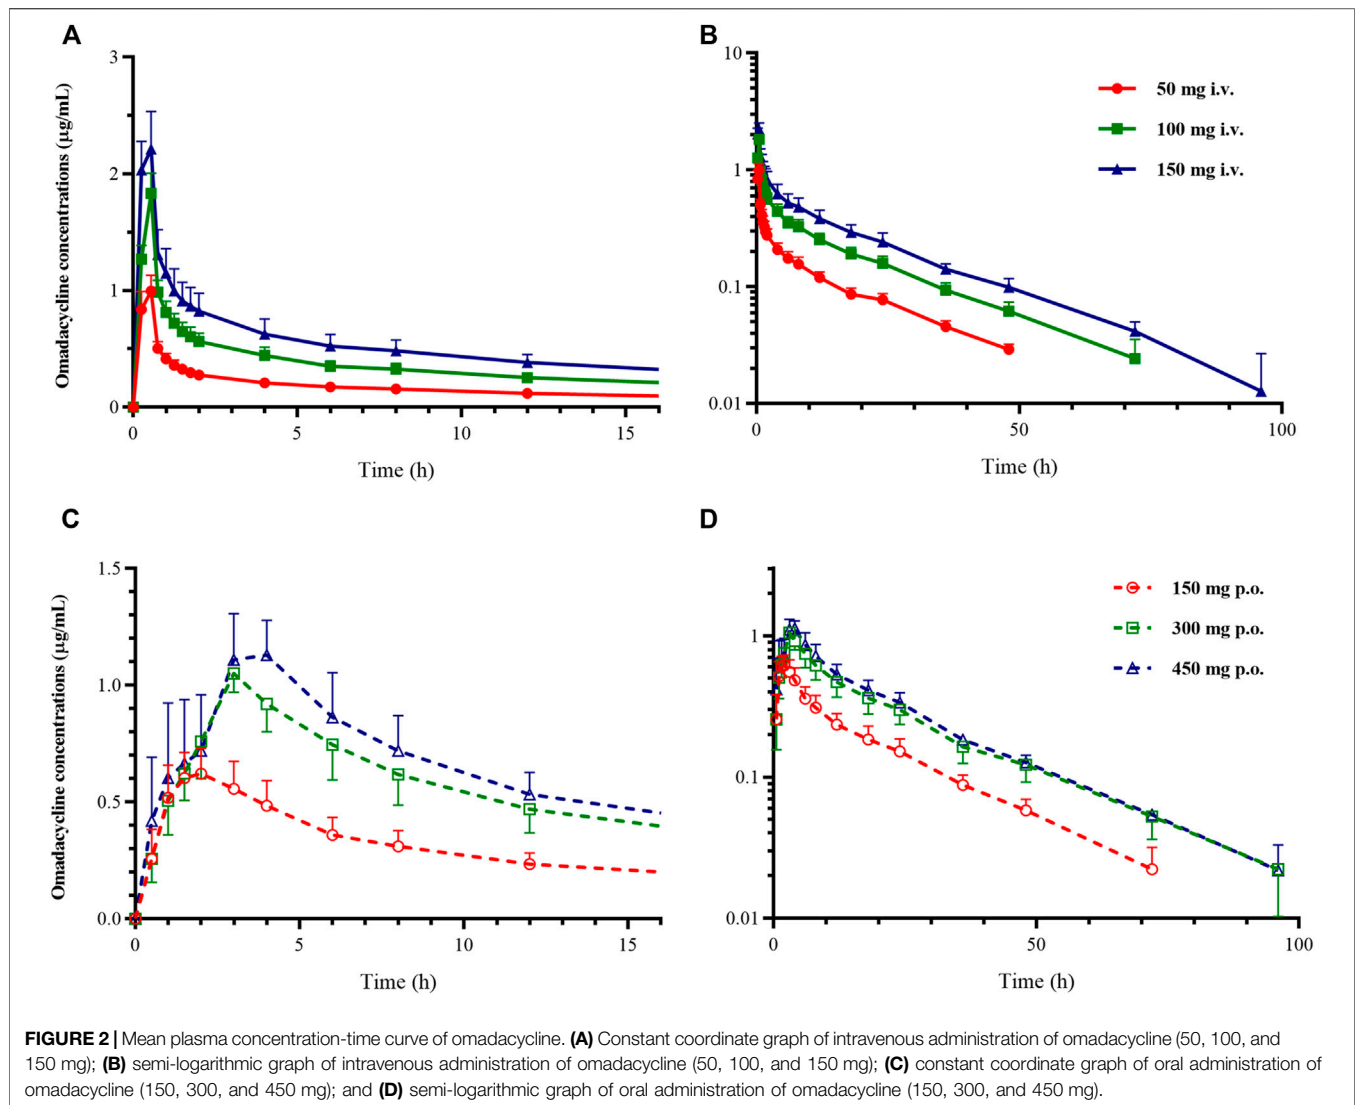 A
3
2
1
0
Omadacycline concentrations (μg/mL)
0 5 10 15
Time (h)
B
10
1
0.1
0.01
0 50 100
Time (h)
50 mg i.v.
100 mg i.v.
150 mg i.v.
C
1.5
1.0
0.5
0.0
Omadacycline concentrations (μg/mL)
0 5 10 15
Time (h)
D
1
0.1
0.01
0 50 100
Time (h)
150 mg p.o.
300 mg p.o.
450 mg p.o.
FIGURE 2 | Mean plasma concentration-time curve of omadacycline. (A) Constant coordinate graph of intravenous administration of omadacycline (50, 100, and
150 mg); (B) semi-logarithmic graph of intravenous administration of omadacycline (50, 100, and 150 mg); (C) constant coordinate graph of oral administration of
omadacycline (150, 300, and 450 mg); and (D) semi-logarithmic graph of oral administration of omadacycline (150, 300, and 450 mg).